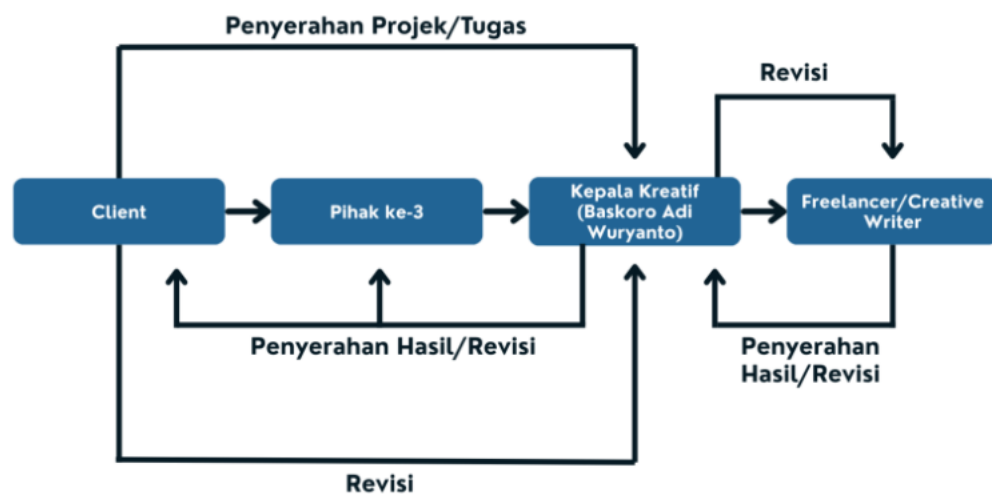 Penyerahan Projek/Tugas
Revisi
Client
Pihak ke-3
Kepala Kreatif
(Baskoro Adi
Wuryanto)
Freelancer/Creative
Writer
Penyerahan Hasil/Revisi
Penyerahan
Hasil/Revisi
Revisi